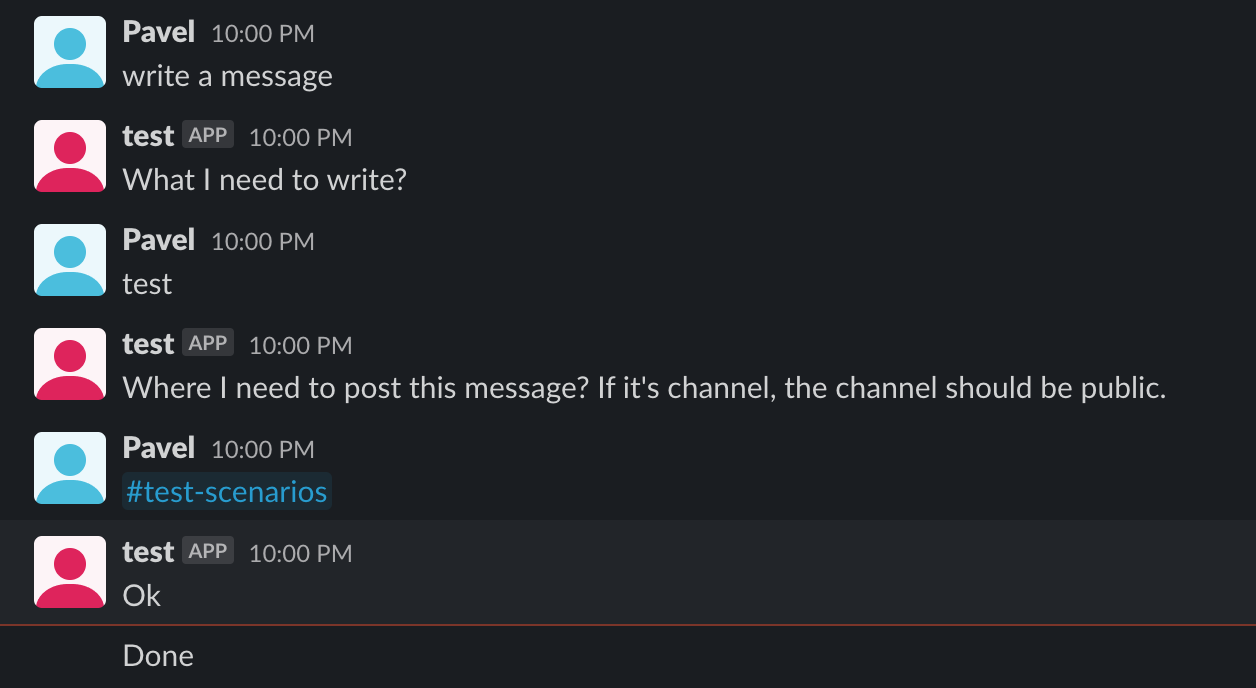 Pavel 10:00 PM
write a message
test APP 10:00 PM
What I need to write?
Pavel 10:00 PM
test
test APP 10:00 PM
Where I need to post this message? If it's channel, the channel should be public.
Pavel 10:00 PM
#test-scenarios
test APP 10:00 PM
Ok
Done